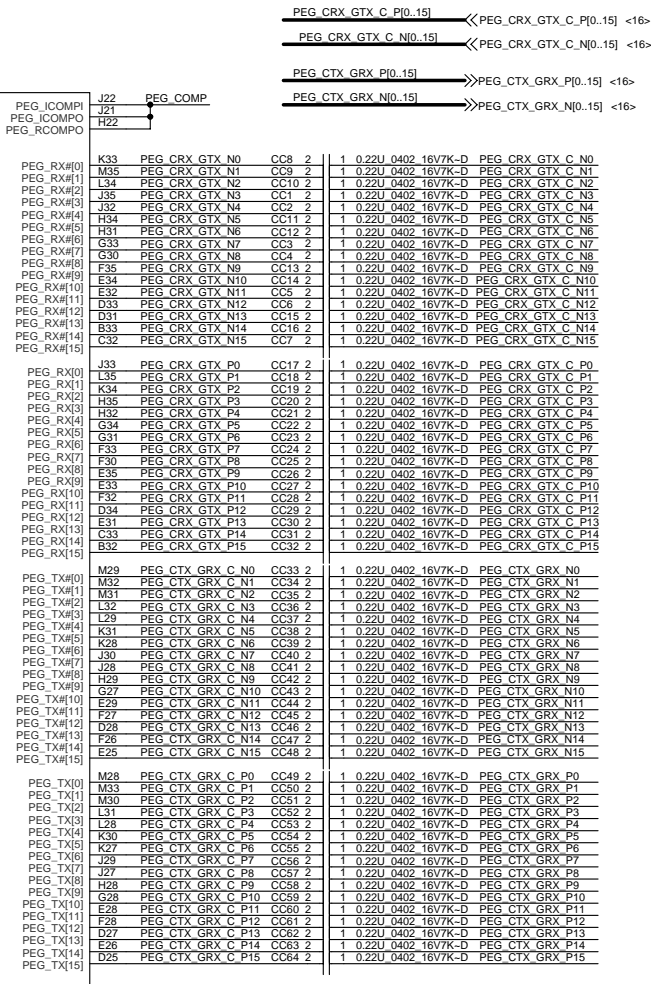 PEG_CRX_GTX_C_P[0..15] PEG_CRX_GTX_C_P[0..15] <16>
PEG_CRX_GTX_C_N[0..15] PEG_CRX_GTX_C_N[0..15] <16>
PEG_CTX_GRX_P[0..15] PEG_CTX_GRX_P[0..15] <16>
PEG_CTX_GRX_N[0..15] PEG_CTX_GRX_N[0..15] <16>
PEG_ICOMPI J22 PEG_COMP
PEG_ICOMPO J21
PEG_RCOMPO H22
PEG_RX#[0] K33 PEG_CRX_GTX_N0 CC8 2 1 0.22U_0402_16V7K~D PEG_CRX_GTX_C_N0
PEG_RX#[1] M35 PEG_CRX_GTX_N1 CC9 2 1 0.22U_0402_16V7K~D PEG_CRX_GTX_C_N1
PEG_RX#[2] L34 PEG_CRX_GTX_N2 CC10 2 1 0.22U_0402_16V7K~D PEG_CRX_GTX_C_N2
PEG_RX#[3] J35 PEG_CRX_GTX_N3 CC1 2 1 0.22U_0402_16V7K~D PEG_CRX_GTX_C_N3
PEG_RX#[4] J32 PEG_CRX_GTX_N4 CC2 2 1 0.22U_0402_16V7K~D PEG_CRX_GTX_C_N4
PEG_RX#[5] H34 PEG_CRX_GTX_N5 CC11 2 1 0.22U_0402_16V7K~D PEG_CRX_GTX_C_N5
PEG_RX#[6] H31 PEG_CRX_GTX_N6 CC12 2 1 0.22U_0402_16V7K~D PEG_CRX_GTX_C_N6
PEG_RX#[7] G33 PEG_CRX_GTX_N7 CC3 2 1 0.22U_0402_16V7K~D PEG_CRX_GTX_C_N7
PEG_RX#[8] G30 PEG_CRX_GTX_N8 CC4 2 1 0.22U_0402_16V7K~D PEG_CRX_GTX_C_N8
PEG_RX#[9] F35 PEG_CRX_GTX_N9 CC13 2 1 0.22U_0402_16V7K~D PEG_CRX_GTX_C_N9
PEG_RX#[10] E34 PEG_CRX_GTX_N10 CC14 2 1 0.22U_0402_16V7K~D PEG_CRX_GTX_C_N10
PEG_RX#[11] E32 PEG_CRX_GTX_N11 CC5 2 1 0.22U_0402_16V7K~D PEG_CRX_GTX_C_N11
PEG_RX#[12] D33 PEG_CRX_GTX_N12 CC6 2 1 0.22U_0402_16V7K~D PEG_CRX_GTX_C_N12
PEG_RX#[13] D31 PEG_CRX_GTX_N13 CC15 2 1 0.22U_0402_16V7K~D PEG_CRX_GTX_C_N13
PEG_RX#[14] B33 PEG_CRX_GTX_N14 CC16 2 1 0.22U_0402_16V7K~D PEG_CRX_GTX_C_N14
PEG_RX#[15] C32 PEG_CRX_GTX_N15 CC7 2 1 0.22U_0402_16V7K~D PEG_CRX_GTX_C_N15
PEG_RX[0] J33 PEG_CRX_GTX_P0 CC17 2 1 0.22U_0402_16V7K~D PEG_CRX_GTX_C_P0
PEG_RX[1] L35 PEG_CRX_GTX_P1 CC18 2 1 0.22U_0402_16V7K~D PEG_CRX_GTX_C_P1
PEG_RX[2] K34 PEG_CRX_GTX_P2 CC19 2 1 0.22U_0402_16V7K~D PEG_CRX_GTX_C_P2
PEG_RX[3] H35 PEG_CRX_GTX_P3 CC20 2 1 0.22U_0402_16V7K~D PEG_CRX_GTX_C_P3
PEG_RX[4] H32 PEG_CRX_GTX_P4 CC21 2 1 0.22U_0402_16V7K~D PEG_CRX_GTX_C_P4
PEG_RX[5] G34 PEG_CRX_GTX_P5 CC22 2 1 0.22U_0402_16V7K~D PEG_CRX_GTX_C_P5
PEG_RX[6] G31 PEG_CRX_GTX_P6 CC23 2 1 0.22U_0402_16V7K~D PEG_CRX_GTX_C_P6
PEG_RX[7] F33 PEG_CRX_GTX_P7 CC24 2 1 0.22U_0402_16V7K~D PEG_CRX_GTX_C_P7
PEG_RX[8] F30 PEG_CRX_GTX_P8 CC25 2 1 0.22U_0402_16V7K~D PEG_CRX_GTX_C_P8
PEG_RX[9] E35 PEG_CRX_GTX_P9 CC26 2 1 0.22U_0402_16V7K~D PEG_CRX_GTX_C_P9
PEG_RX[10] E33 PEG_CRX_GTX_P10 CC27 2 1 0.22U_0402_16V7K~D PEG_CRX_GTX_C_P10
PEG_RX[11] F32 PEG_CRX_GTX_P11 CC28 2 1 0.22U_0402_16V7K~D PEG_CRX_GTX_C_P11
PEG_RX[12] D34 PEG_CRX_GTX_P12 CC29 2 1 0.22U_0402_16V7K~D PEG_CRX_GTX_C_P12
PEG_RX[13] E31 PEG_CRX_GTX_P13 CC30 2 1 0.22U_0402_16V7K~D PEG_CRX_GTX_C_P13
PEG_RX[14] C33 PEG_CRX_GTX_P14 CC31 2 1 0.22U_0402_16V7K~D PEG_CRX_GTX_C_P14
PEG_RX[15] B32 PEG_CRX_GTX_P15 CC32 2 1 0.22U_0402_16V7K~D PEG_CRX_GTX_C_P15
PEG_TX#[0] M29 PEG_CTX_GRX_C_N0 CC33 2 1 0.22U_0402_16V7K~D PEG_CTX_GRX_N0
PEG_TX#[1] M32 PEG_CTX_GRX_C_N1 CC34 2 1 0.22U_0402_16V7K~D PEG_CTX_GRX_N1
PEG_TX#[2] M31 PEG_CTX_GRX_C_N2 CC35 2 1 0.22U_0402_16V7K~D PEG_CTX_GRX_N2
PEG_TX#[3] L32 PEG_CTX_GRX_C_N3 CC36 2 1 0.22U_0402_16V7K~D PEG_CTX_GRX_N3
PEG_TX#[4] L29 PEG_CTX_GRX_C_N4 CC37 2 1 0.22U_0402_16V7K~D PEG_CTX_GRX_N4
PEG_TX#[5] K31 PEG_CTX_GRX_C_N5 CC38 2 1 0.22U_0402_16V7K~D PEG_CTX_GRX_N5
PEG_TX#[6] K28 PEG_CTX_GRX_C_N6 CC39 2 1 0.22U_0402_16V7K~D PEG_CTX_GRX_N6
PEG_TX#[7] J30 PEG_CTX_GRX_C_N7 CC40 2 1 0.22U_0402_16V7K~D PEG_CTX_GRX_N7
PEG_TX#[8] J28 PEG_CTX_GRX_C_N8 CC41 2 1 0.22U_0402_16V7K~D PEG_CTX_GRX_N8
PEG_TX#[9] H29 PEG_CTX_GRX_C_N9 CC42 2 1 0.22U_0402_16V7K~D PEG_CTX_GRX_N9
PEG_TX#[10] G27 PEG_CTX_GRX_C_N10 CC43 2 1 0.22U_0402_16V7K~D PEG_CTX_GRX_N10
PEG_TX#[11] E29 PEG_CTX_GRX_C_N11 CC44 2 1 0.22U_0402_16V7K~D PEG_CTX_GRX_N11
PEG_TX#[12] F27 PEG_CTX_GRX_C_N12 CC45 2 1 0.22U_0402_16V7K~D PEG_CTX_GRX_N12
PEG_TX#[13] D28 PEG_CTX_GRX_C_N13 CC46 2 1 0.22U_0402_16V7K~D PEG_CTX_GRX_N13
PEG_TX#[14] F26 PEG_CTX_GRX_C_N14 CC47 2 1 0.22U_0402_16V7K~D PEG_CTX_GRX_N14
PEG_TX#[15] E25 PEG_CTX_GRX_C_N15 CC48 2 1 0.22U_0402_16V7K~D PEG_CTX_GRX_N15
PEG_TX[0] M28 PEG_CTX_GRX_C_P0 CC49 2 1 0.22U_0402_16V7K~D PEG_CTX_GRX_P0
PEG_TX[1] M33 PEG_CTX_GRX_C_P1 CC50 2 1 0.22U_0402_16V7K~D PEG_CTX_GRX_P1
PEG_TX[2] M30 PEG_CTX_GRX_C_P2 CC51 2 1 0.22U_0402_16V7K~D PEG_CTX_GRX_P2
PEG_TX[3] L31 PEG_CTX_GRX_C_P3 CC52 2 1 0.22U_0402_16V7K~D PEG_CTX_GRX_P3
PEG_TX[4] L28 PEG_CTX_GRX_C_P4 CC53 2 1 0.22U_0402_16V7K~D PEG_CTX_GRX_P4
PEG_TX[5] K30 PEG_CTX_GRX_C_P5 CC54 2 1 0.22U_0402_16V7K~D PEG_CTX_GRX_P5
PEG_TX[6] K27 PEG_CTX_GRX_C_P6 CC55 2 1 0.22U_0402_16V7K~D PEG_CTX_GRX_P6
PEG_TX[7] J29 PEG_CTX_GRX_C_P7 CC56 2 1 0.22U_0402_16V7K~D PEG_CTX_GRX_P7
PEG_TX[8] J27 PEG_CTX_GRX_C_P8 CC57 2 1 0.22U_0402_16V7K~D PEG_CTX_GRX_P8
PEG_TX[9] H28 PEG_CTX_GRX_C_P9 CC58 2 1 0.22U_0402_16V7K~D PEG_CTX_GRX_P9
PEG_TX[10] G28 PEG_CTX_GRX_C_P10 CC59 2 1 0.22U_0402_16V7K~D PEG_CTX_GRX_P10
PEG_TX[11] E28 PEG_CTX_GRX_C_P11 CC60 2 1 0.22U_0402_16V7K~D PEG_CTX_GRX_P11
PEG_TX[12] F28 PEG_CTX_GRX_C_P12 CC61 2 1 0.22U_0402_16V7K~D PEG_CTX_GRX_P12
PEG_TX[13] D27 PEG_CTX_GRX_C_P13 CC62 2 1 0.22U_0402_16V7K~D PEG_CTX_GRX_P13
PEG_TX[14] E26 PEG_CTX_GRX_C_P14 CC63 2 1 0.22U_0402_16V7K~D PEG_CTX_GRX_P14
PEG_TX[15] D25 PEG_CTX_GRX_C_P15 CC64 2 1 0.22U_0402_16V7K~D PEG_CTX_GRX_P15